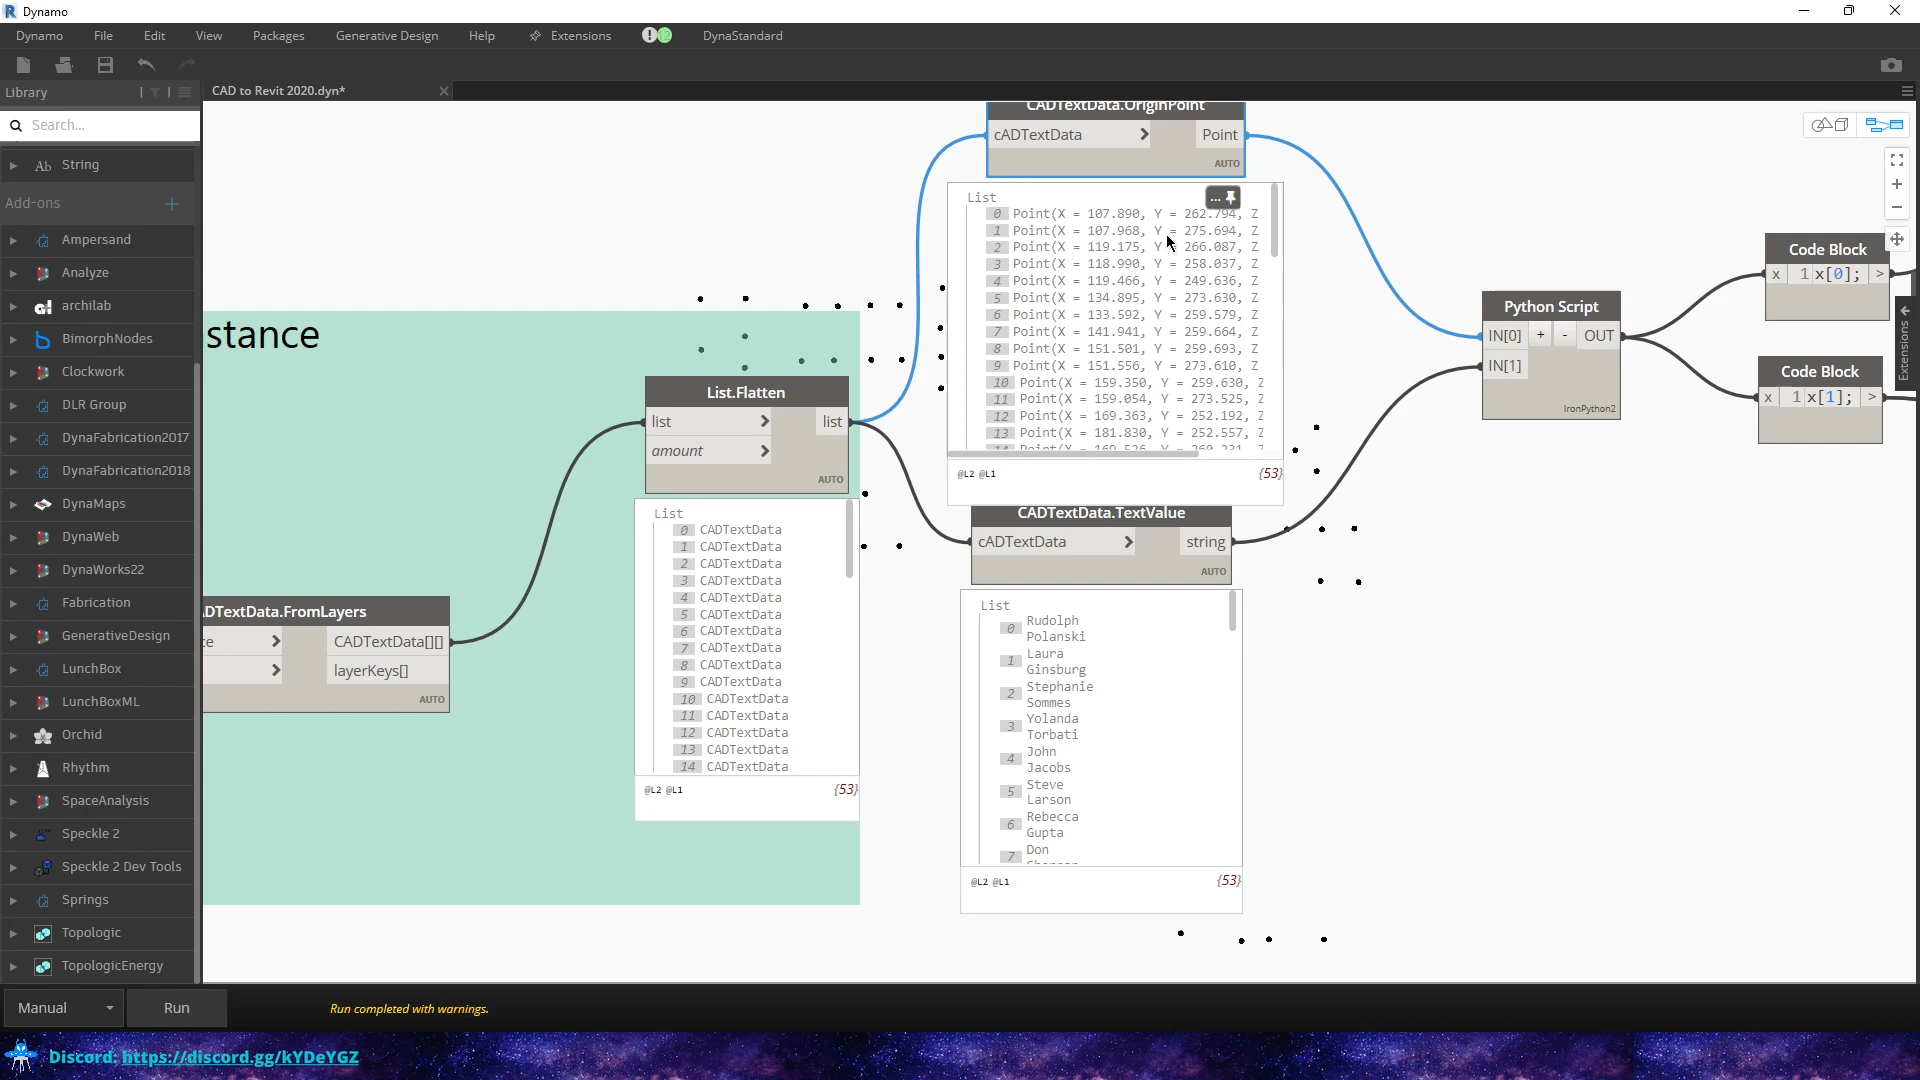 Dynamo
Dynamo File Edit View Packages Generative Design Help Extensions DynaStandard
Library
CAD to Revit 2020.dyn*
Search...
Ab String
Add-ons
Ampersand
Analyze
archilab
BimorphNodes
Clockwork
DLR Group
DynaFabrication2017
DynaFabrication2018
DynaMaps
DynaWeb
DynaWorks22
Fabrication
GenerativeDesign
LunchBox
LunchBoxML
Orchid
Rhythm
SpaceAnalysis
Speckle 2
Speckle 2 Dev Tools
Springs
Topologic
TopologicEnergy
stance
ADTextData.FromLayers
ce > CADTextData[][]
> layerKeys[]
AUTO
List.Flatten
list > list
amount >
AUTO
List
0 CADTextData
1 CADTextData
2 CADTextData
3 CADTextData
4 CADTextData
5 CADTextData
6 CADTextData
7 CADTextData
8 CADTextData
9 CADTextData
10 CADTextData
11 CADTextData
12 CADTextData
13 CADTextData
14 CADTextData
@L2 @L1 {53}
CADTextData.OriginPoint
cADTextData > Point
AUTO
List
...
0 Point(X = 107.890, Y = 262.794, Z
1 Point(X = 107.968, Y = 275.694, Z
2 Point(X = 119.175, Y = 266.087, Z
3 Point(X = 118.990, Y = 258.037, Z
4 Point(X = 119.466, Y = 249.636, Z
5 Point(X = 134.895, Y = 273.630, Z
6 Point(X = 133.592, Y = 259.579, Z
7 Point(X = 141.941, Y = 259.664, Z
8 Point(X = 151.501, Y = 259.693, Z
9 Point(X = 151.556, Y = 273.610, Z
10 Point(X = 159.350, Y = 259.630, Z
11 Point(X = 159.054, Y = 273.525, Z
12 Point(X = 169.363, Y = 252.192, Z
13 Point(X = 181.830, Y = 252.557, Z
@L2 @L1 {53}
CADTextData.TextValue
cADTextData > string
AUTO
List
0 Rudolph
Polanski
1 Laura
Ginsburg
2 Stephanie
Sommes
3 Yolanda
Torbati
4 John
Jacobs
5 Steve
Larson
6 Rebecca
Gupta
7 Don
@L2 @L1 {53}
Python Script
IN[0] + - OUT
IN[1]
IronPython2
Code Block
x 1 x[0]; >
Code Block
x 1 x[1]; >
Extensions
Manual Run Run completed with warnings.
Discord: https://discord.gg/kYDeYGZ